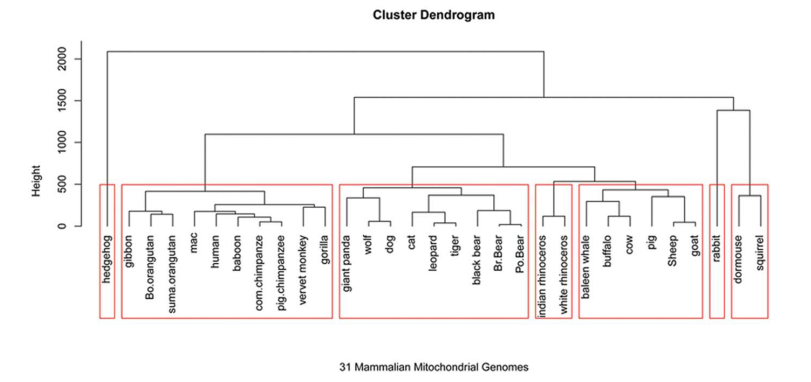 Cluster Dendrogram
Height
2000
1500
1000
500
0
hedgehog
gibbon
Bo.orangutan
suma.orangutan
mac
human
baboon
com.chimpanze
pig.chimpanzee
vervet monkey
gorilla
giant panda
wolf
dog
cat
leopard
tiger
black bear
Br.Bear
Po.Bear
indian rhinoceros
white rhinoceros
baleen whale
buffalo
cow
pig
Sheep
goat
rabbit
dormouse
squirrel
31 Mammalian Mitochondrial Genomes